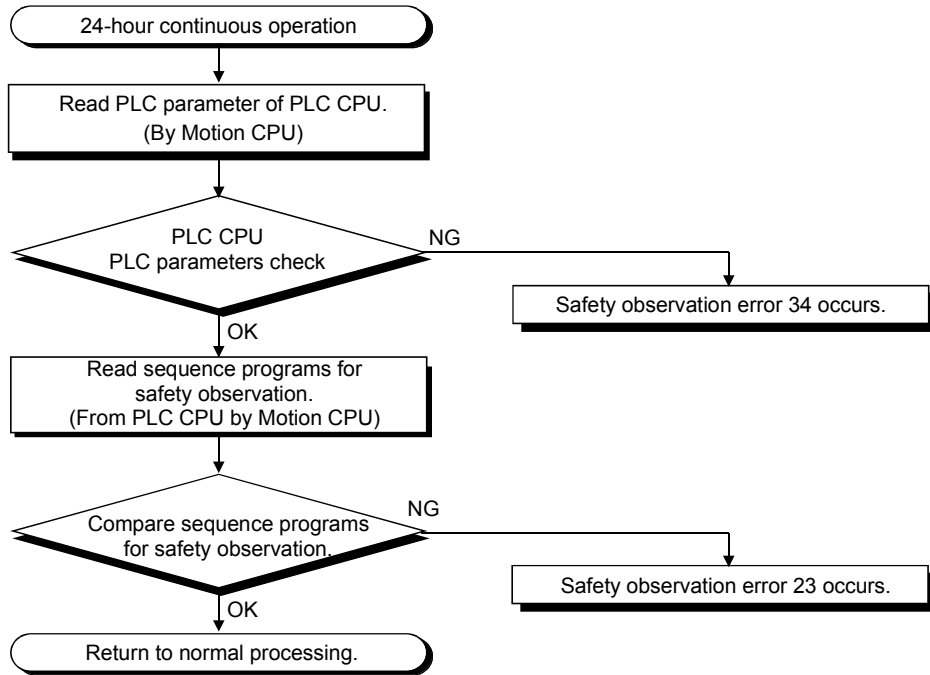 24-hour continuous operation
Read PLC parameter of PLC CPU.
(By Motion CPU)
PLC CPU
PLC parameters check
NG
Safety observation error 34 occurs.
OK
Read sequence programs for
safety observation.
(From PLC CPU by Motion CPU)
Compare sequence programs
for safety observation.
NG
Safety observation error 23 occurs.
OK
Return to normal processing.